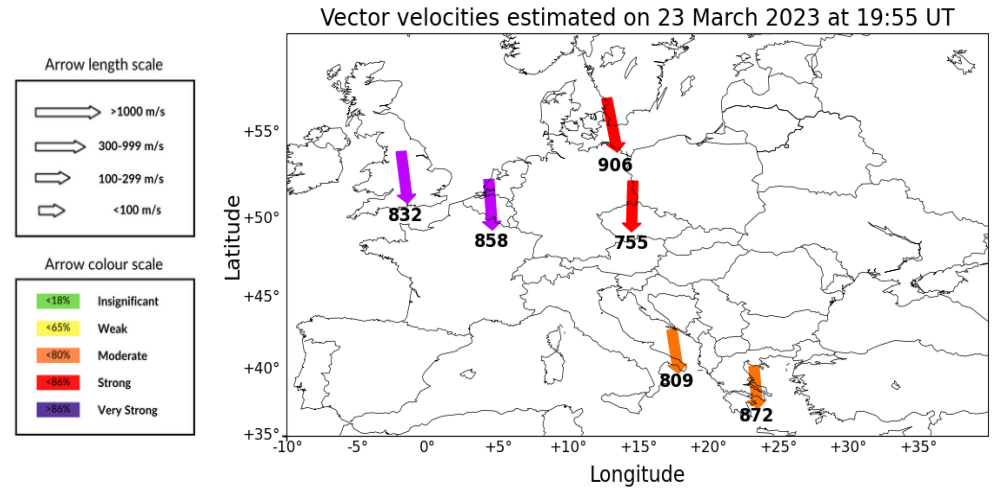 Vector velocities estimated on 23 March 2023 at 19:55 UT
Arrow length scale
>1000 m/s
300-999 m/s
100-299 m/s
<100 m/s
Arrow colour scale
<18% Insignificant
<65% Weak
<80% Moderate
<86% Strong
>86% Very Strong
Latitude
+55°
+50°
+45°
+40°
+35°
906
832
858
755
809
872
-10° -5° 0° +5° +10° +15° +20° +25° +30° +35°
Longitude